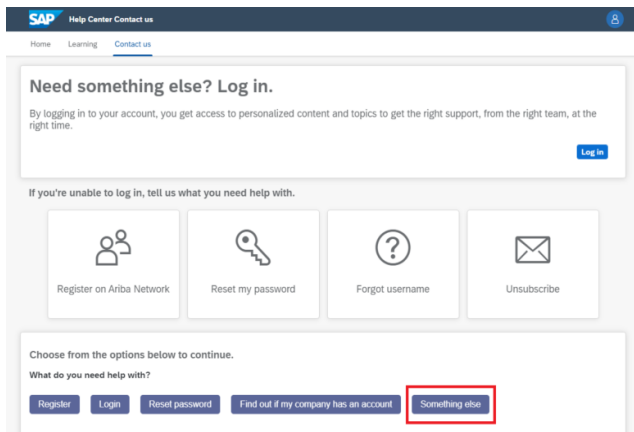 SAP Help Center Contact us
Home Learning Contact us
Need something else? Log in.
By logging in to your account, you get access to personalized content and topics to get the right support, from the right team, at the
right time.
Log in
If you're unable to log in, tell us what you need help with.
Register on Ariba Network Reset my password Forgot username Unsubscribe
Choose from the options below to continue.
What do you need help with?
Register Login Reset password Find out if my company has an account Something else